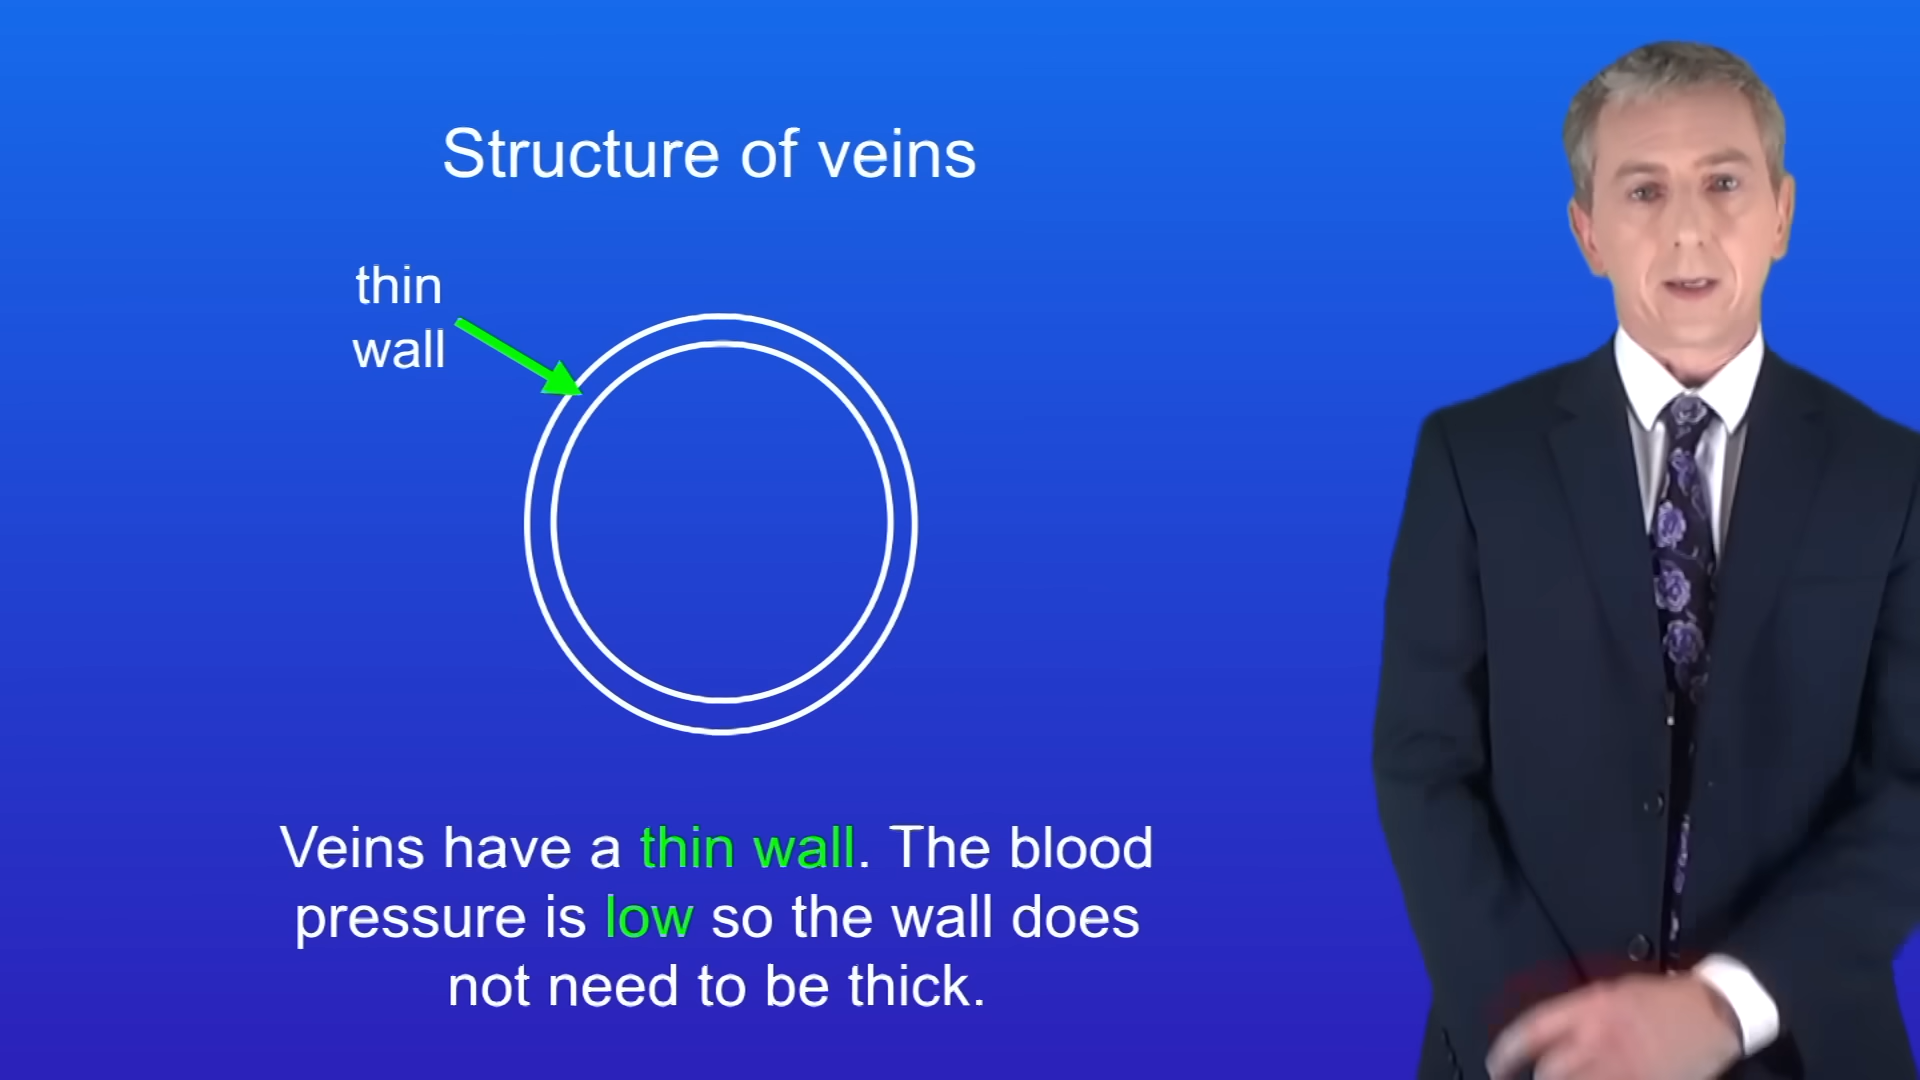 Structure of veins
thin
wall
Veins have a thin wall. The blood
pressure is low so the wall does
not need to be thick.